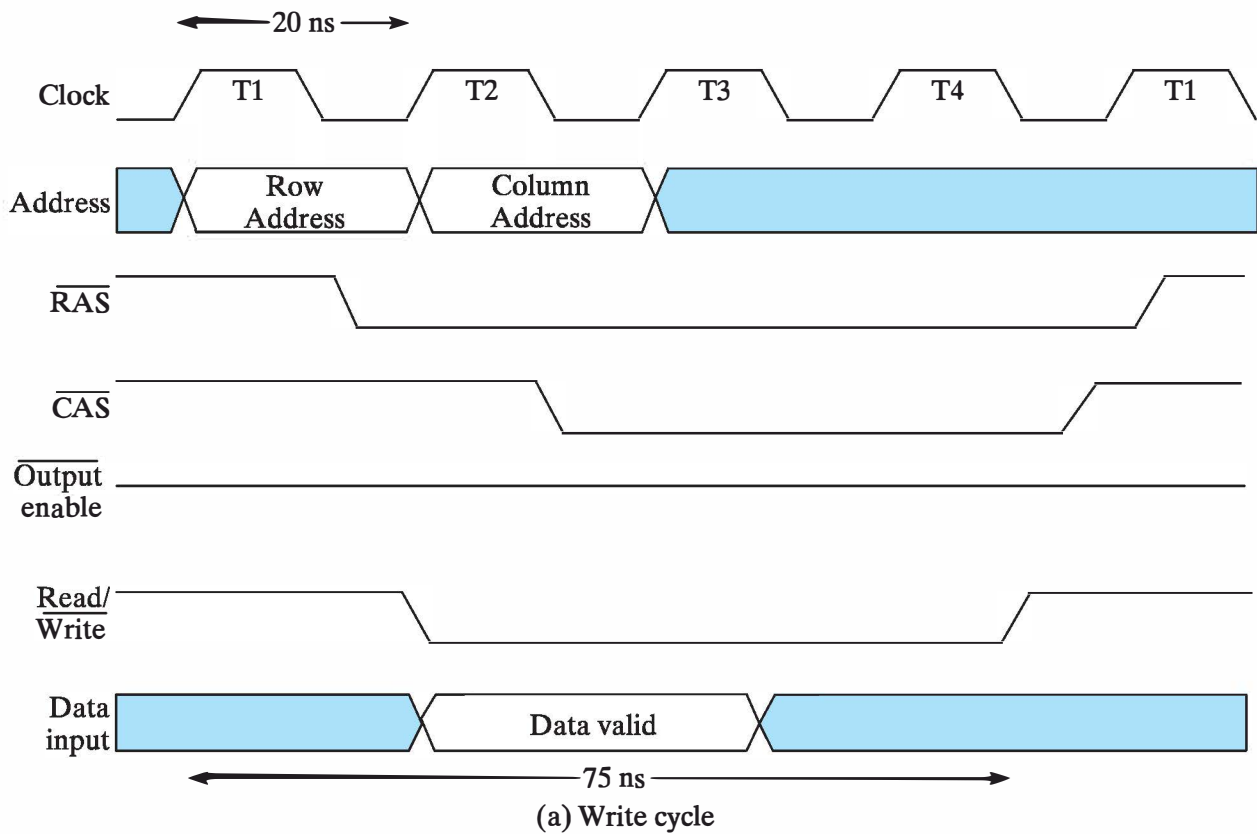 20 ns
Clock
T1
T2
T3
T4
T1
Address
Row
Address
Column
Address
RAS
CAS
Output
enable
Read/
Write
Data
input
Data valid
75 ns
(a) Write cycle